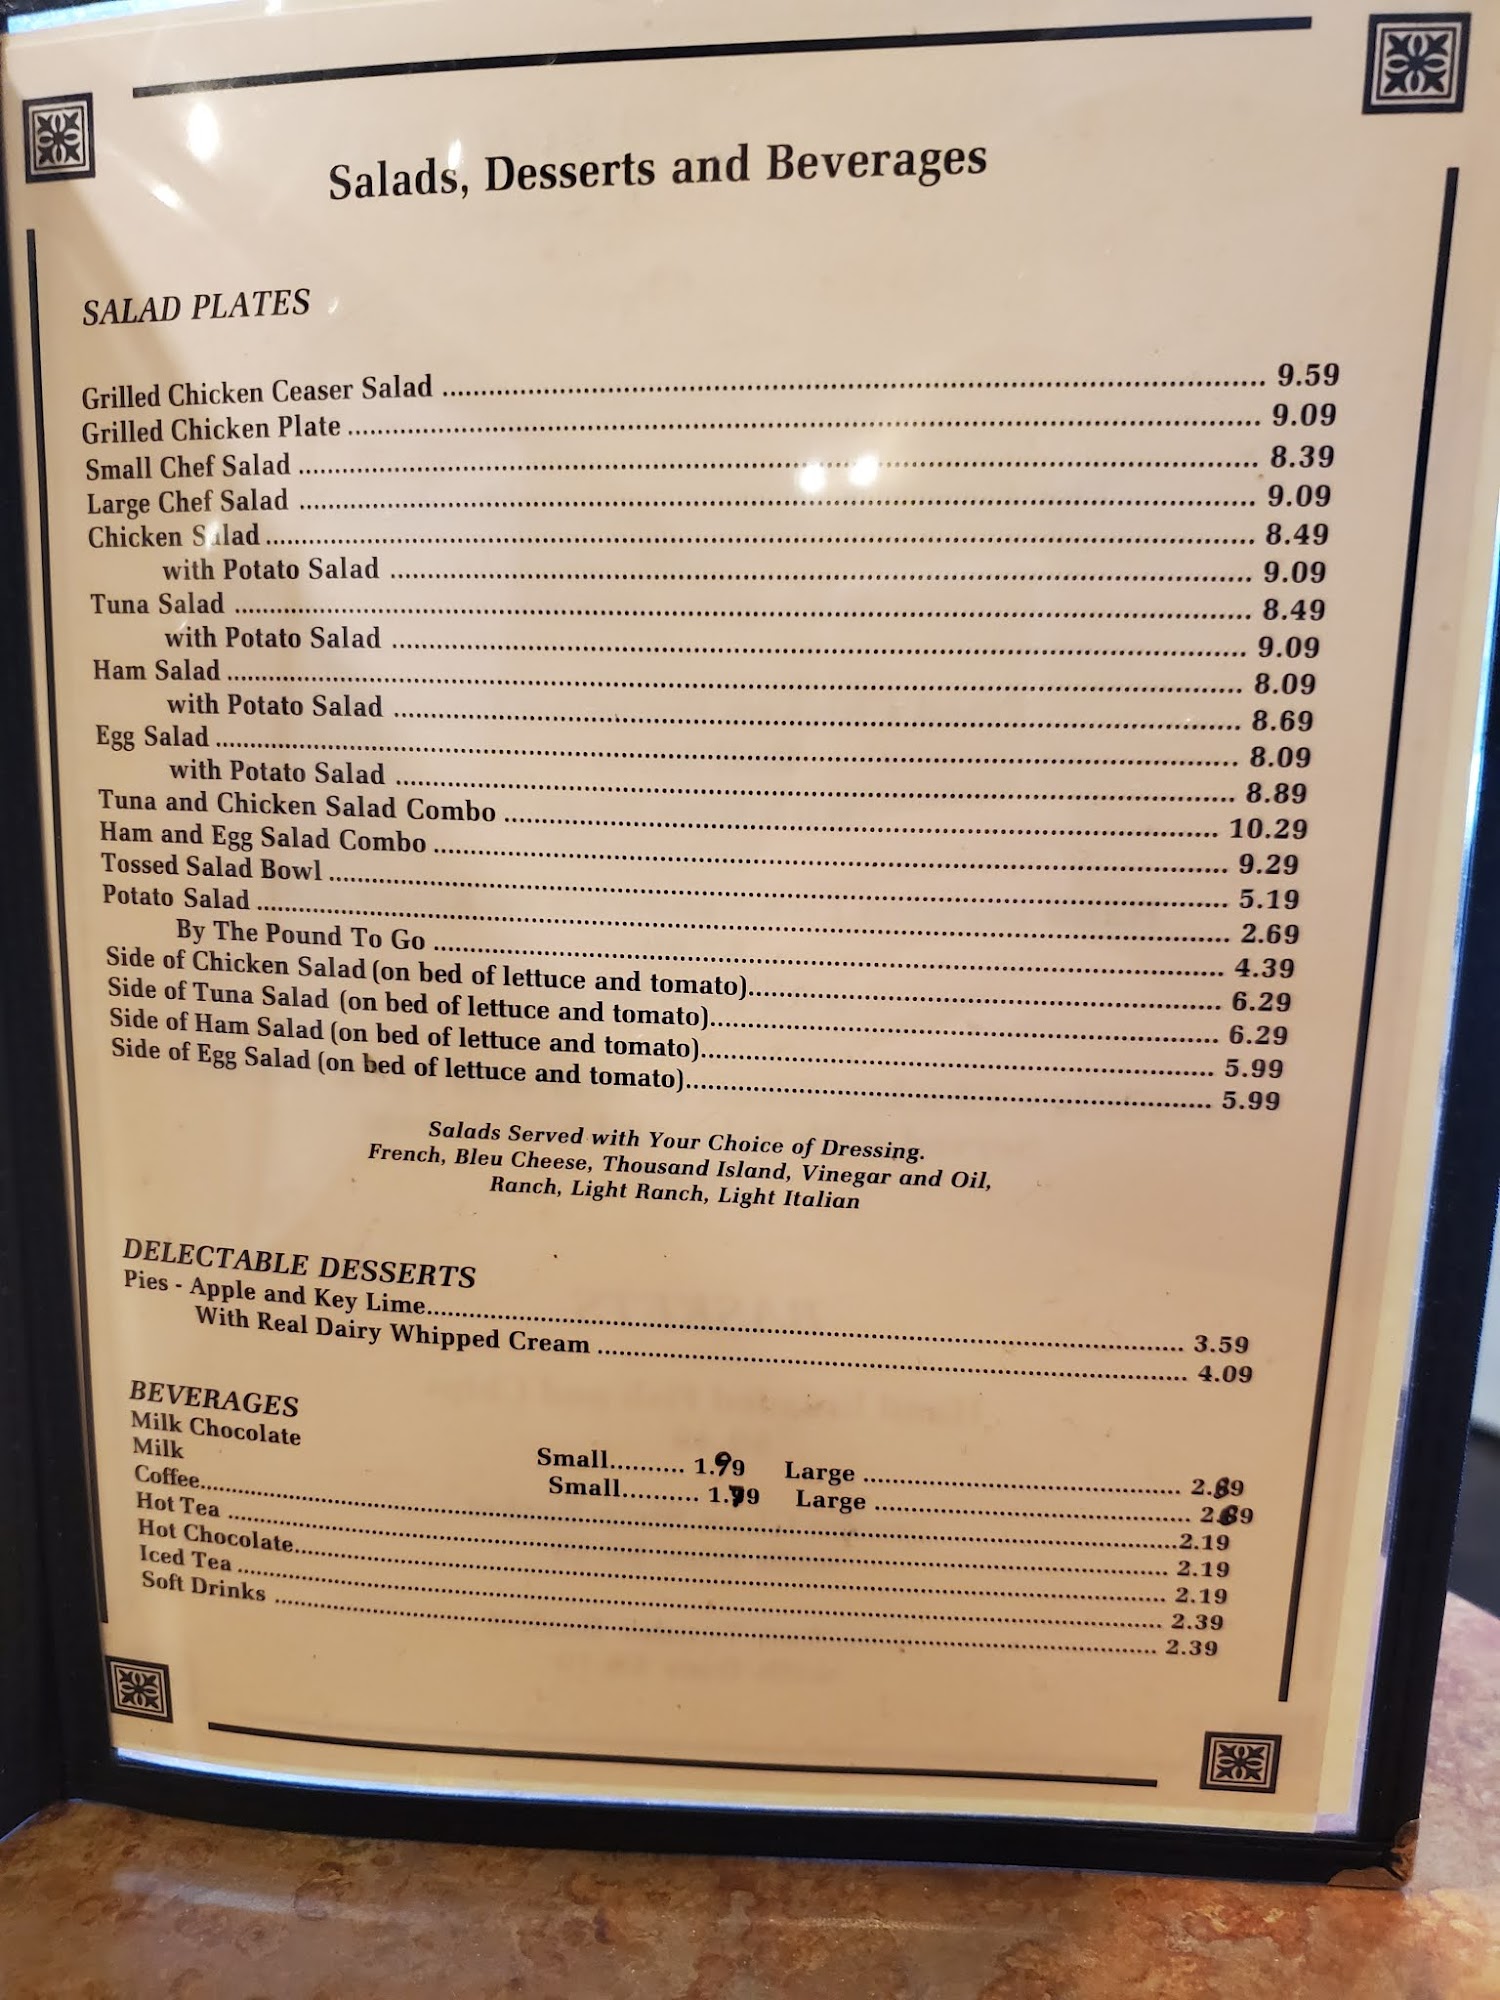 Salads, Desserts and Beverages
SALAD PLATES
Grilled Chicken Ceaser Salad 9.59
Grilled Chicken Plate 9.09
Small Chef Salad 8.39
Large Chef Salad 9.09
Chicken Salad 8.49
with Potato Salad 9.09
Tuna Salad 8.49
with Potato Salad 9.09
Ham Salad 8.09
with Potato Salad 8.69
Egg Salad 8.09
with Potato Salad 8.89
Tuna and Chicken Salad Combo 10.29
Ham and Egg Salad Combo 9.29
Tossed Salad Bowl 5.19
Potato Salad 2.69
By The Pound To Go 4.39
Side of Chicken Salad (on bed of lettuce and tomato) 6.29
Side of Tuna Salad (on bed of lettuce and tomato) 6.29
Side of Ham Salad (on bed of lettuce and tomato) 5.99
Side of Egg Salad (on bed of lettuce and tomato) 5.99
Salads Served with Your Choice of Dressing.
French, Bleu Cheese, Thousand Island, Vinegar and Oil,
Ranch, Light Ranch, Light Italian
DELECTABLE DESSERTS
Pies - Apple and Key Lime 3.59
With Real Dairy Whipped Cream 4.09
BEVERAGES
Milk Chocolate Small 1.99 Large
Milk Small Large
Coffee 2.19
Hot Tea 2.19
Hot Chocolate 2.19
Iced Tea 2.39
Soft Drinks 2.39